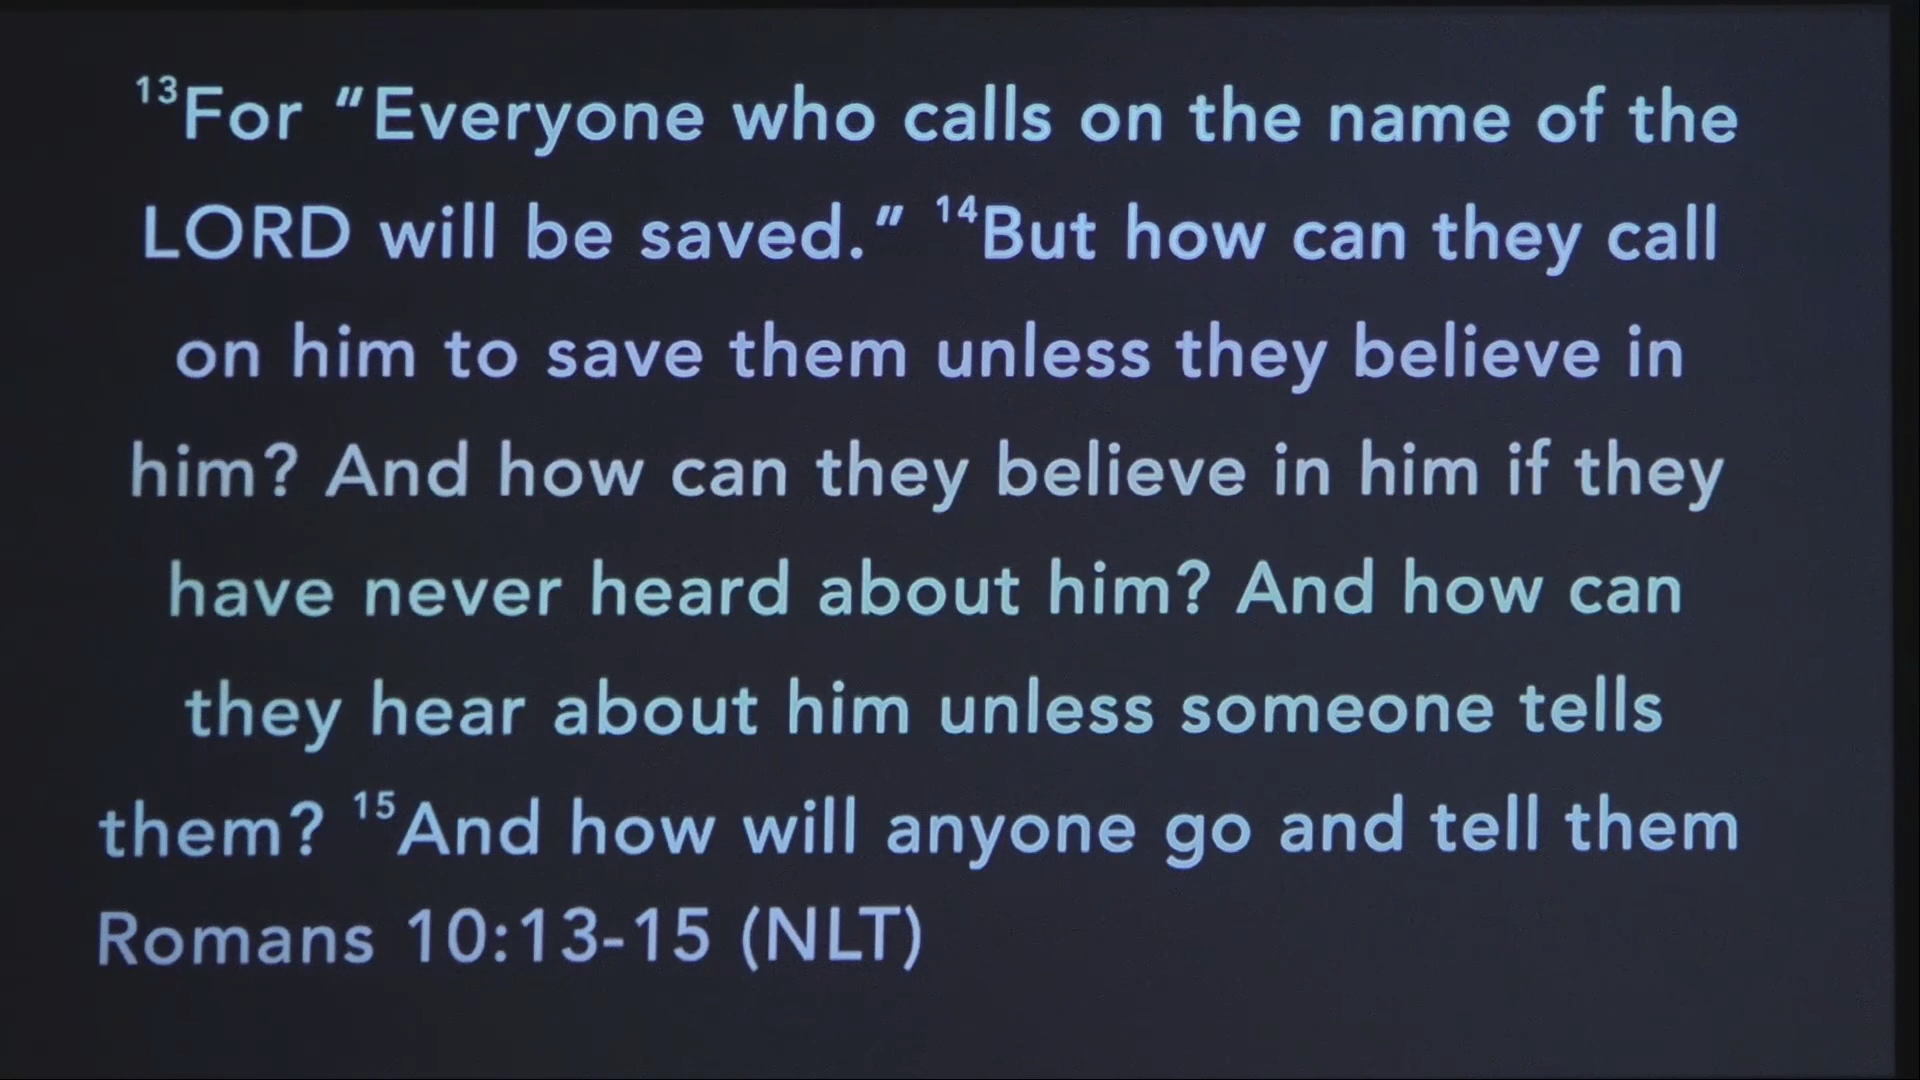 13For “Everyone who calls on the name of the
LORD will be saved.” 14But how can they call
on him to save them unless they believe in
him? And how can they believe in him if they
have never heard about him? And how can
they hear about him unless someone tells
them? 15And how will anyone go and tell them
Romans 10:13-15 (NLT)